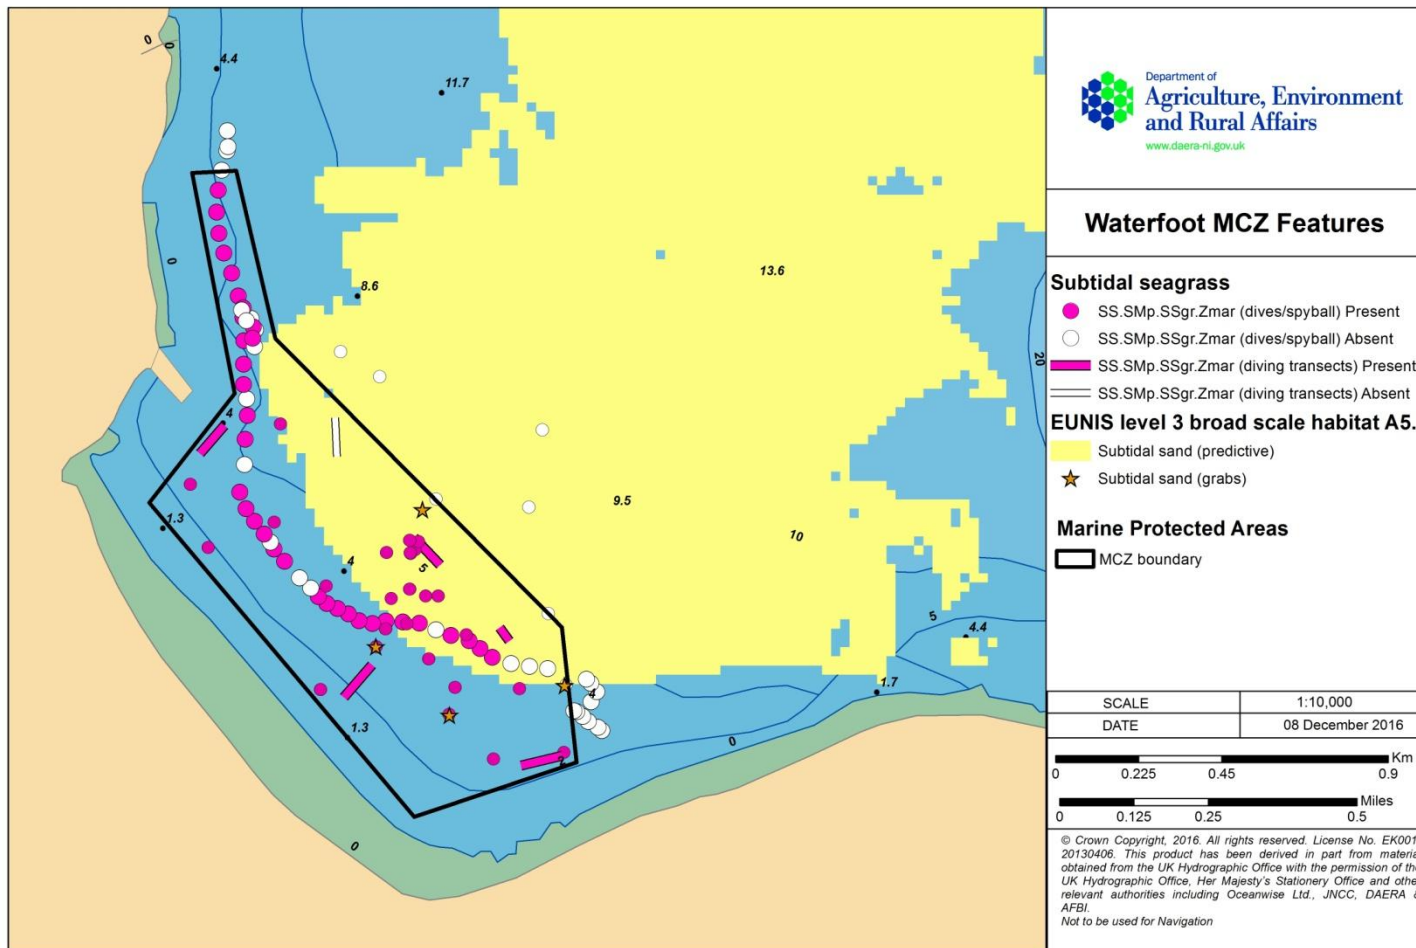 0
0
4.4
11.7
0
8.6
13.6
20
4
9.5
1.3
10
4
5
5
4.4
4
1.7
1.3
0
2
0
Department of
Agriculture, Environment
and Rural Affairs
www.daera-ni.gov.uk
Waterfoot MCZ Features
Subtidal seagrass
SS.SMp.SSgr.Zmar (dives/spyball) Present
SS.SMp.SSgr.Zmar (dives/spyball) Absent
SS.SMp.SSgr.Zmar (diving transects) Present
SS.SMp.SSgr.Zmar (diving transects) Absent
EUNIS level 3 broad scale habitat A5.
Subtidal sand (predictive)
Subtidal sand (grabs)
Marine Protected Areas
MCZ boundary
SCALE 1:10,000
DATE 08 December 2016
Km
0 0.225 0.45 0.9
Miles
0 0.125 0.25 0.5
© Crown Copyright, 2016. All rights reserved. License No. EK001
20130406. This product has been derived in part from materia
obtained from the UK Hydrographic Office with the permission of the
UK Hydrographic Office, Her Majesty's Stationery Office and othe
relevant authorities including Oceanwise Ltd., JNCC, DAERA &
AFBI.
Not to be used for Navigation